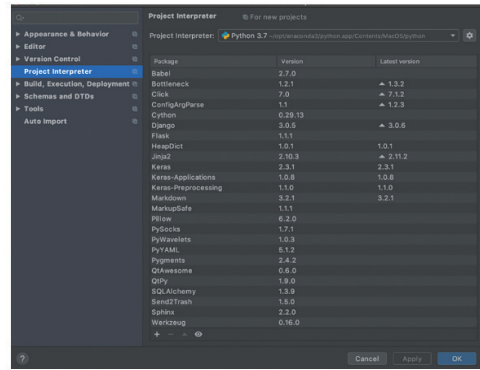 Project Interpreter For new projects
Appearance & Behavior
Editor
Version Control
Project Interpreter
Build, Execution, Deployment
Schemas and DTDs
Tools
Auto Import
Project Interpreter: Python 3.7 ~/opt/anaconda3/python.app/Contents/MacOS/python
Package Version Latest version
Babel 2.7.0
Bottleneck 1.2.1 1.3.2
Click 7.0 7.1.2
ConfigArgParse 1.1 1.2.3
Cython 0.29.13
Django 3.0.5 3.0.6
Flask 1.1.1
HeapDict 1.0.1 1.0.1
Jinja2 2.10.3 2.11.2
Keras 2.3.1 2.3.1
Keras-Applications 1.0.8 1.0.8
Keras-Preprocessing 1.1.0 1.1.0
Markdown 3.2.1 3.2.1
MarkupSafe 1.1.1
Pillow 6.2.0
PySocks 1.7.1
PyWavelets 1.0.3
PyYAML 5.1.2
Pygments 2.4.2
QtAwesome 0.6.0
QtPy 1.9.0
SQLAlchemy 1.3.9
Send2Trash 1.5.0
Sphinx 2.2.0
Werkzeug 0.16.0
Cancel Apply OK